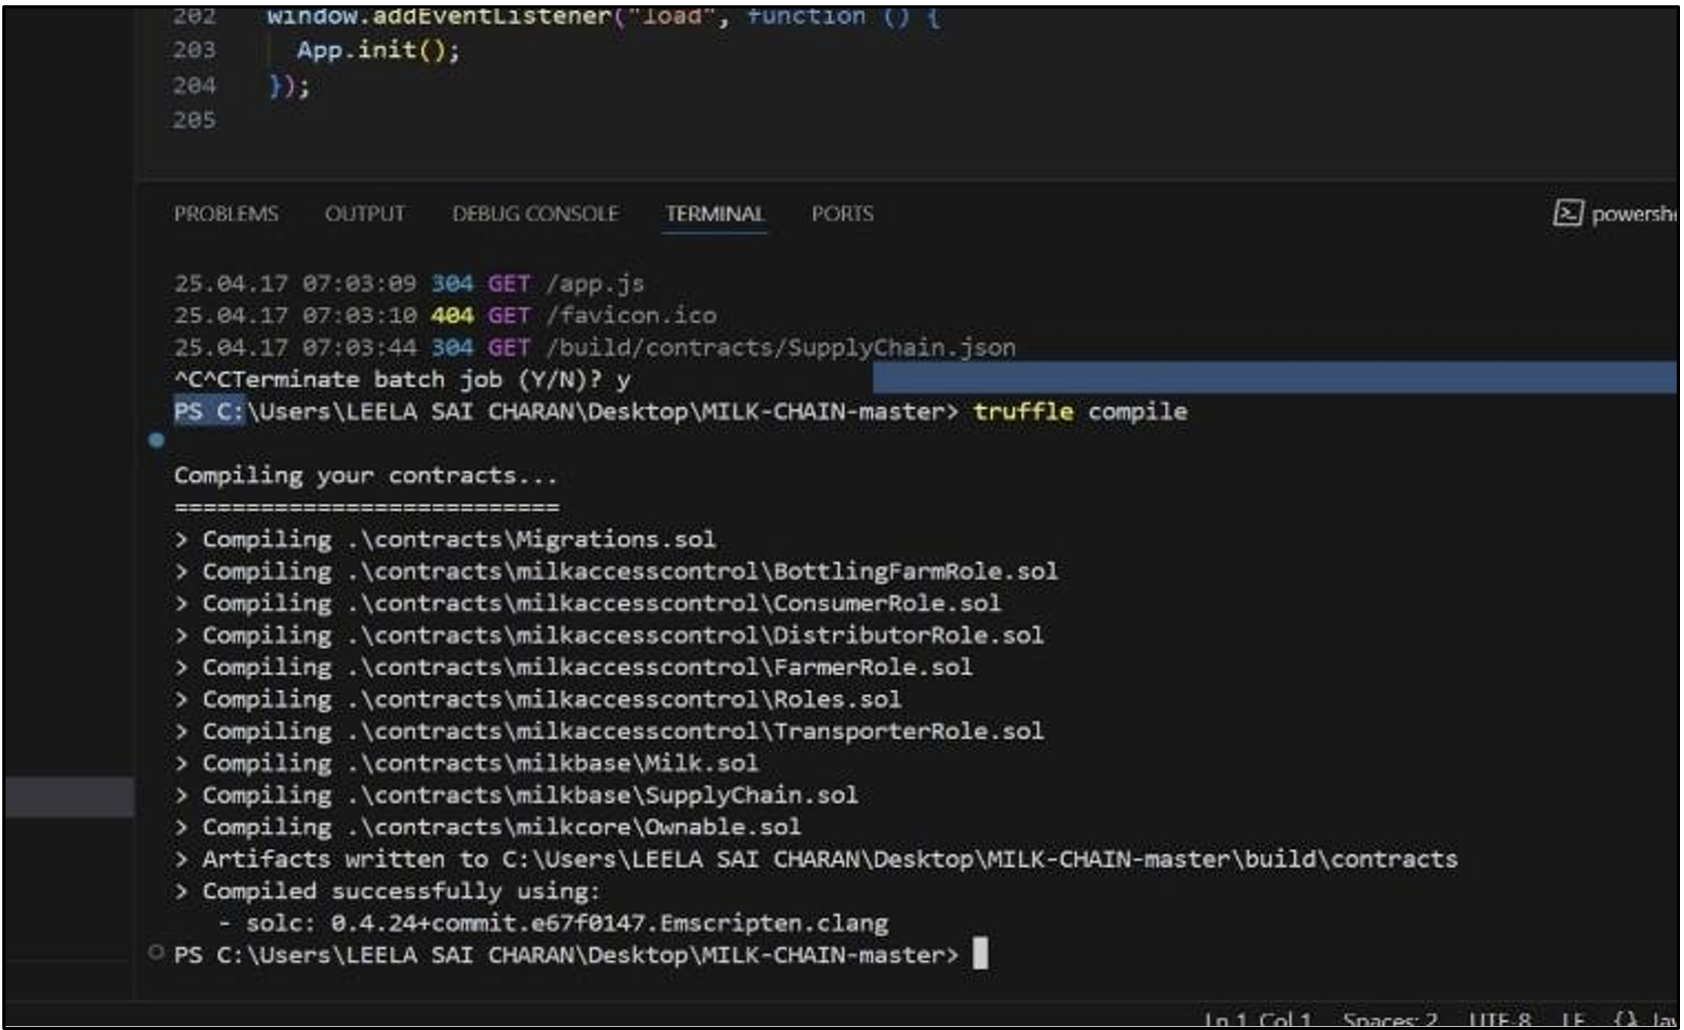 202 window.addEventListener("load", function () {
203 App.init();
204 });
205
PROBLEMS OUTPUT DEBUG CONSOLE TERMINAL PORTS
25.04.17 07:03:09 304 GET /app.js
25.04.17 07:03:10 404 GET /favicon.ico
25.04.17 07:03:44 304 GET /build/contracts/SupplyChain.json
^C^CTerminate batch job (Y/N)? y
PS C:\Users\LEELA SAI CHARAN\Desktop\MILK-CHAIN-master> truffle compile
Compiling your contracts...
===========================
> Compiling .\contracts\Migrations.sol
> Compiling .\contracts\milkaccesscontrol\BottlingFarmRole.sol
> Compiling .\contracts\milkaccesscontrol\ConsumerRole.sol
> Compiling .\contracts\milkaccesscontrol\DistributorRole.sol
> Compiling .\contracts\milkaccesscontrol\FarmerRole.sol
> Compiling .\contracts\milkaccesscontrol\Roles.sol
> Compiling .\contracts\milkaccesscontrol\TransporterRole.sol
> Compiling .\contracts\milkbase\Milk.sol
> Compiling .\contracts\milkbase\SupplyChain.sol
> Compiling .\contracts\milkcore\Ownable.sol
> Artifacts written to C:\Users\LEELA SAI CHARAN\Desktop\MILK-CHAIN-master\build\contracts
> Compiled successfully using:
- solc: 0.4.24+commit.e67f0147.Emscripten.clang
PS C:\Users\LEELA SAI CHARAN\Desktop\MILK-CHAIN-master>
Ln 1, Col 1 Spaces: 2 UTF-8 LF {}